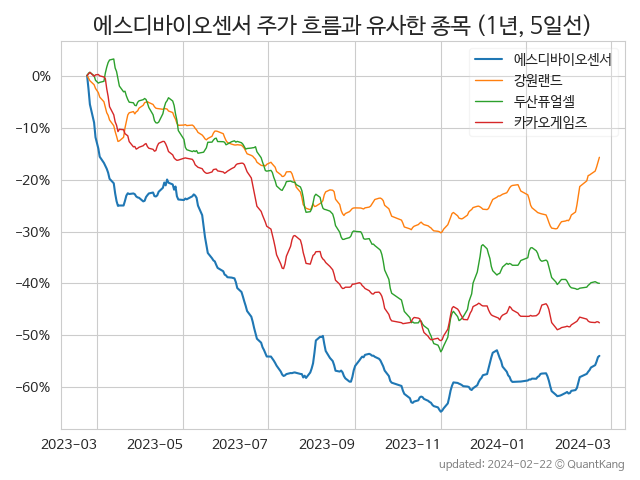 에스디바이오센서 주가 흐름과 유사한 종목 (1년, 5일선)
에스디바이오센서
강원랜드
두산퓨얼셀
카카오게임즈
0%
−10%
−20%
−30%
−40%
−50%
−60%
2023-03
2023-05
2023-07
2023-09
2023-11
2024-01
2024-03
updated: 2024-02-22 © QuantKang